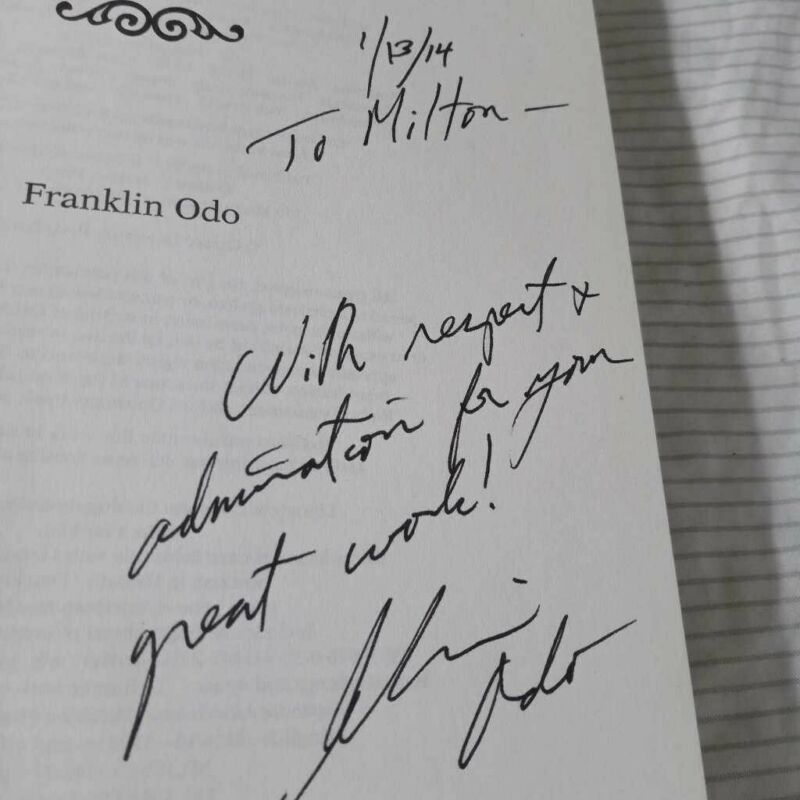 1/13/14
To Milton —
Franklin Odo
With respect &
admiration for your
great work!
Odo